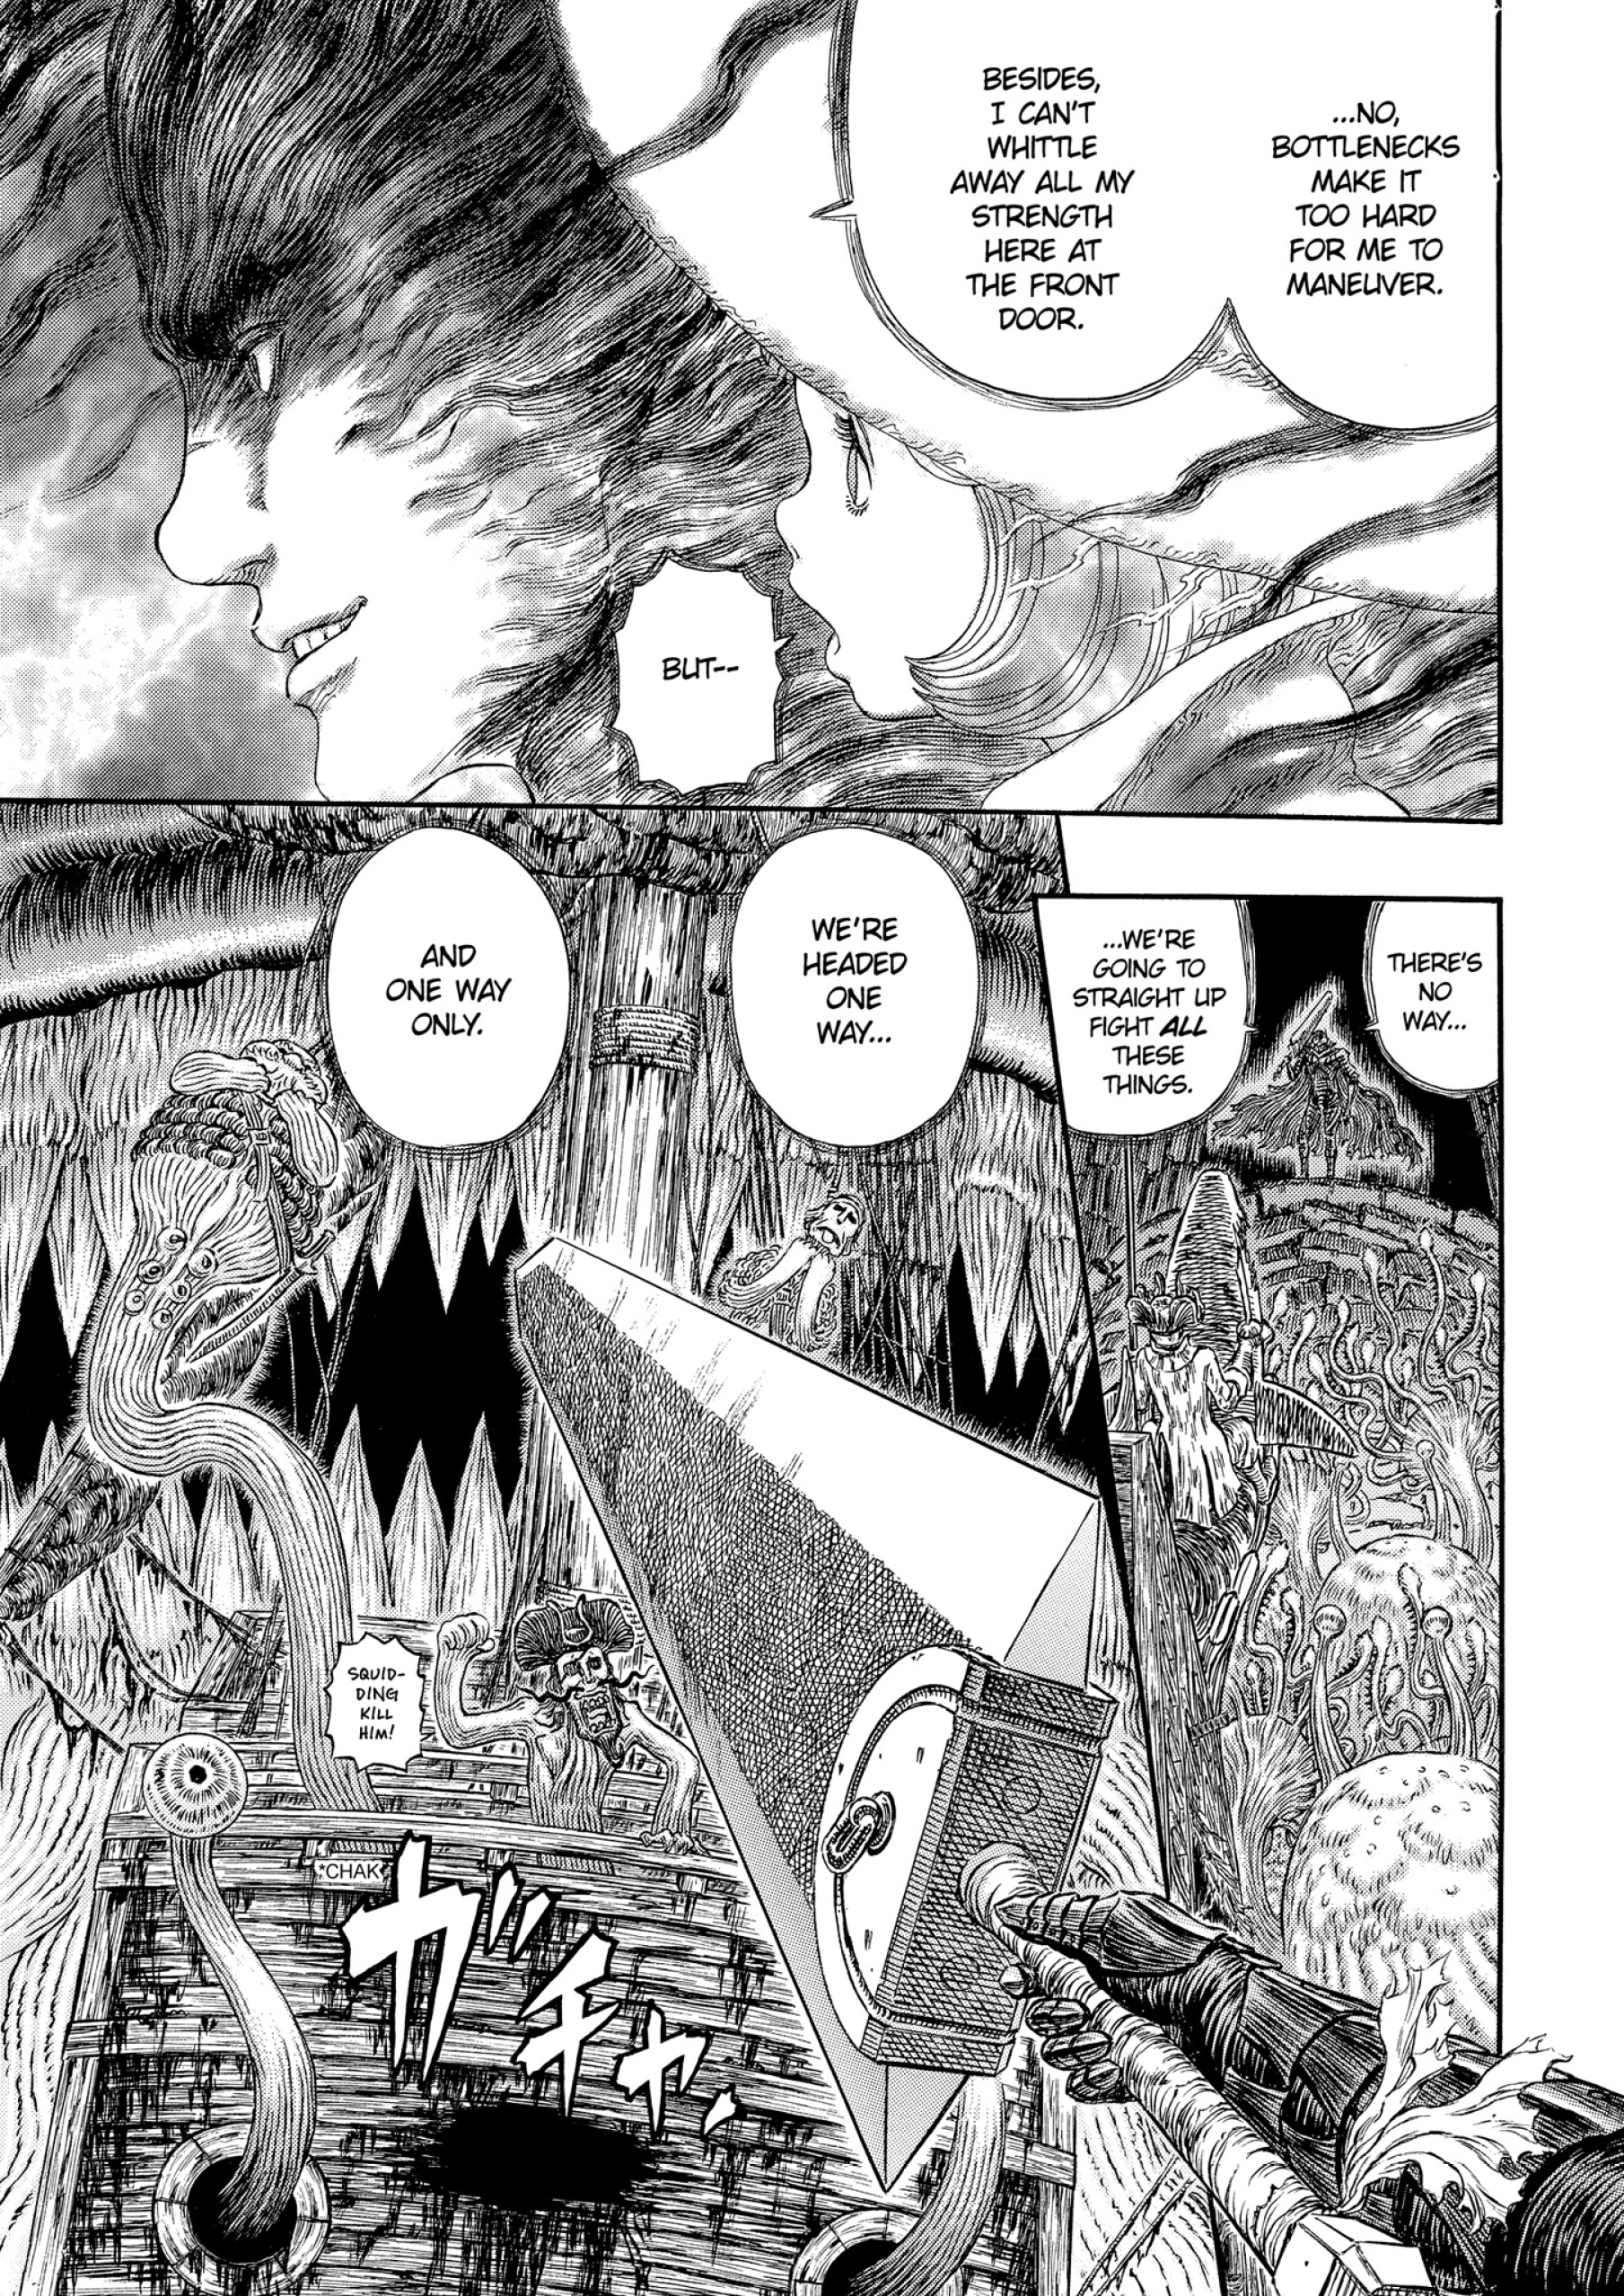 ...NO,
BOTTLENECKS
MAKE IT
TOO HARD
FOR ME TO
MANEUVER.
BESIDES,
I CAN'T
WHITTLE
AWAY ALL MY
STRENGTH
HERE AT
THE FRONT
DOOR.
BUT--
THERE'S
NO
WAY...
...WE'RE
GOING TO
STRAIGHT UP
FIGHT ALL
THESE
THINGS.
WE'RE
HEADED
ONE
WAY...
AND
ONE WAY
ONLY.
SQUID-
DING
KILL
HIM!
*CHAK
ガチャ